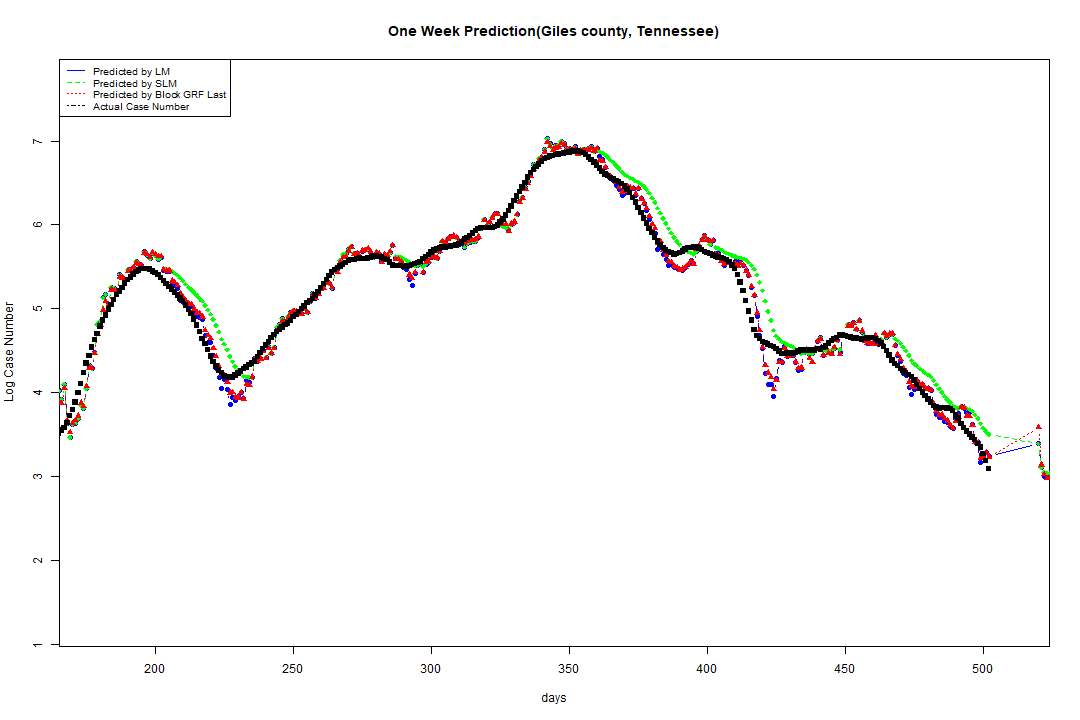 One Week Prediction(Giles county, Tennessee)
Predicted by LM
Predicted by SLM
Predicted by Block GRF Last
Actual Case Number
Log Case Number
7
6
5
4
3
2
1
200 250 300 350 400 450 500
days